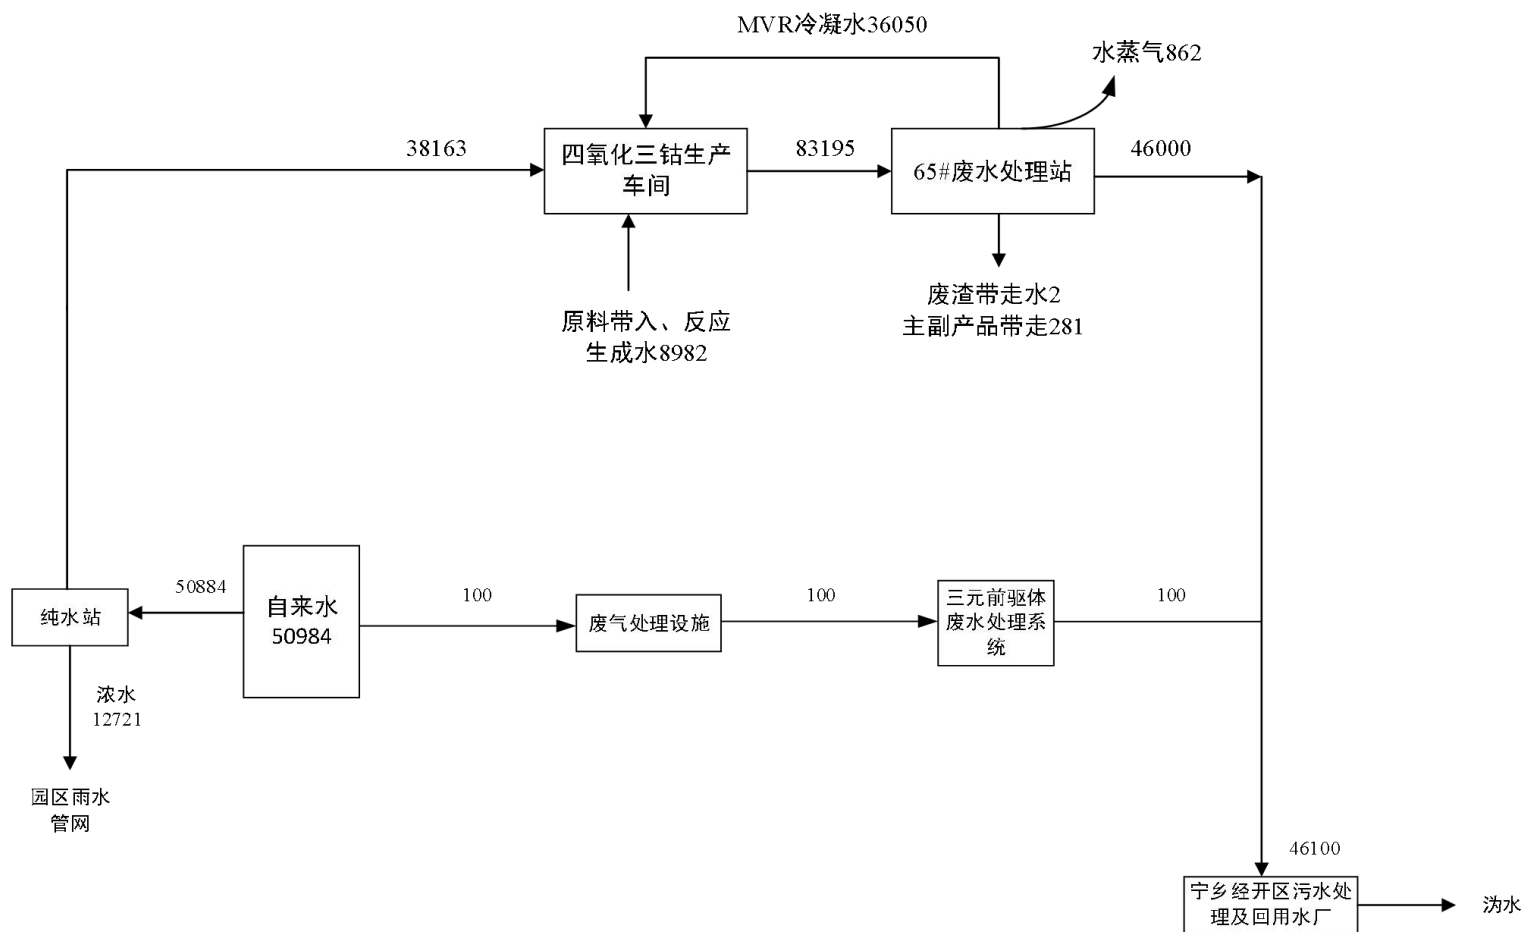 MVR冷凝水36050
水蒸气862
38163
四氧化三钴生产
车间
83195
65#废水处理站
46000
原料带入、反应
生成水8982
废渣带走水2
主副产品带走281
纯水站
50884
自来水
50984
100
废气处理设施
100
三元前驱体
废水处理系
统
100
浓水
12721
园区雨水
管网
46100
宁乡经开区污水处
理及回用水厂
沩水